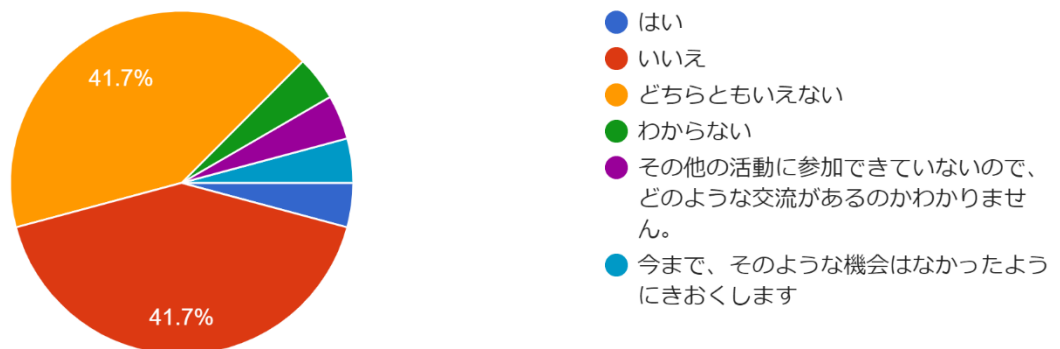 41.7%
41.7%
はい
いいえ
どちらともいえない
わからない
その他の活動に参加できていないので、
どのような交流があるのかわかりませ
ん。
今まで、そのような機会はなかったよう
にきおくします